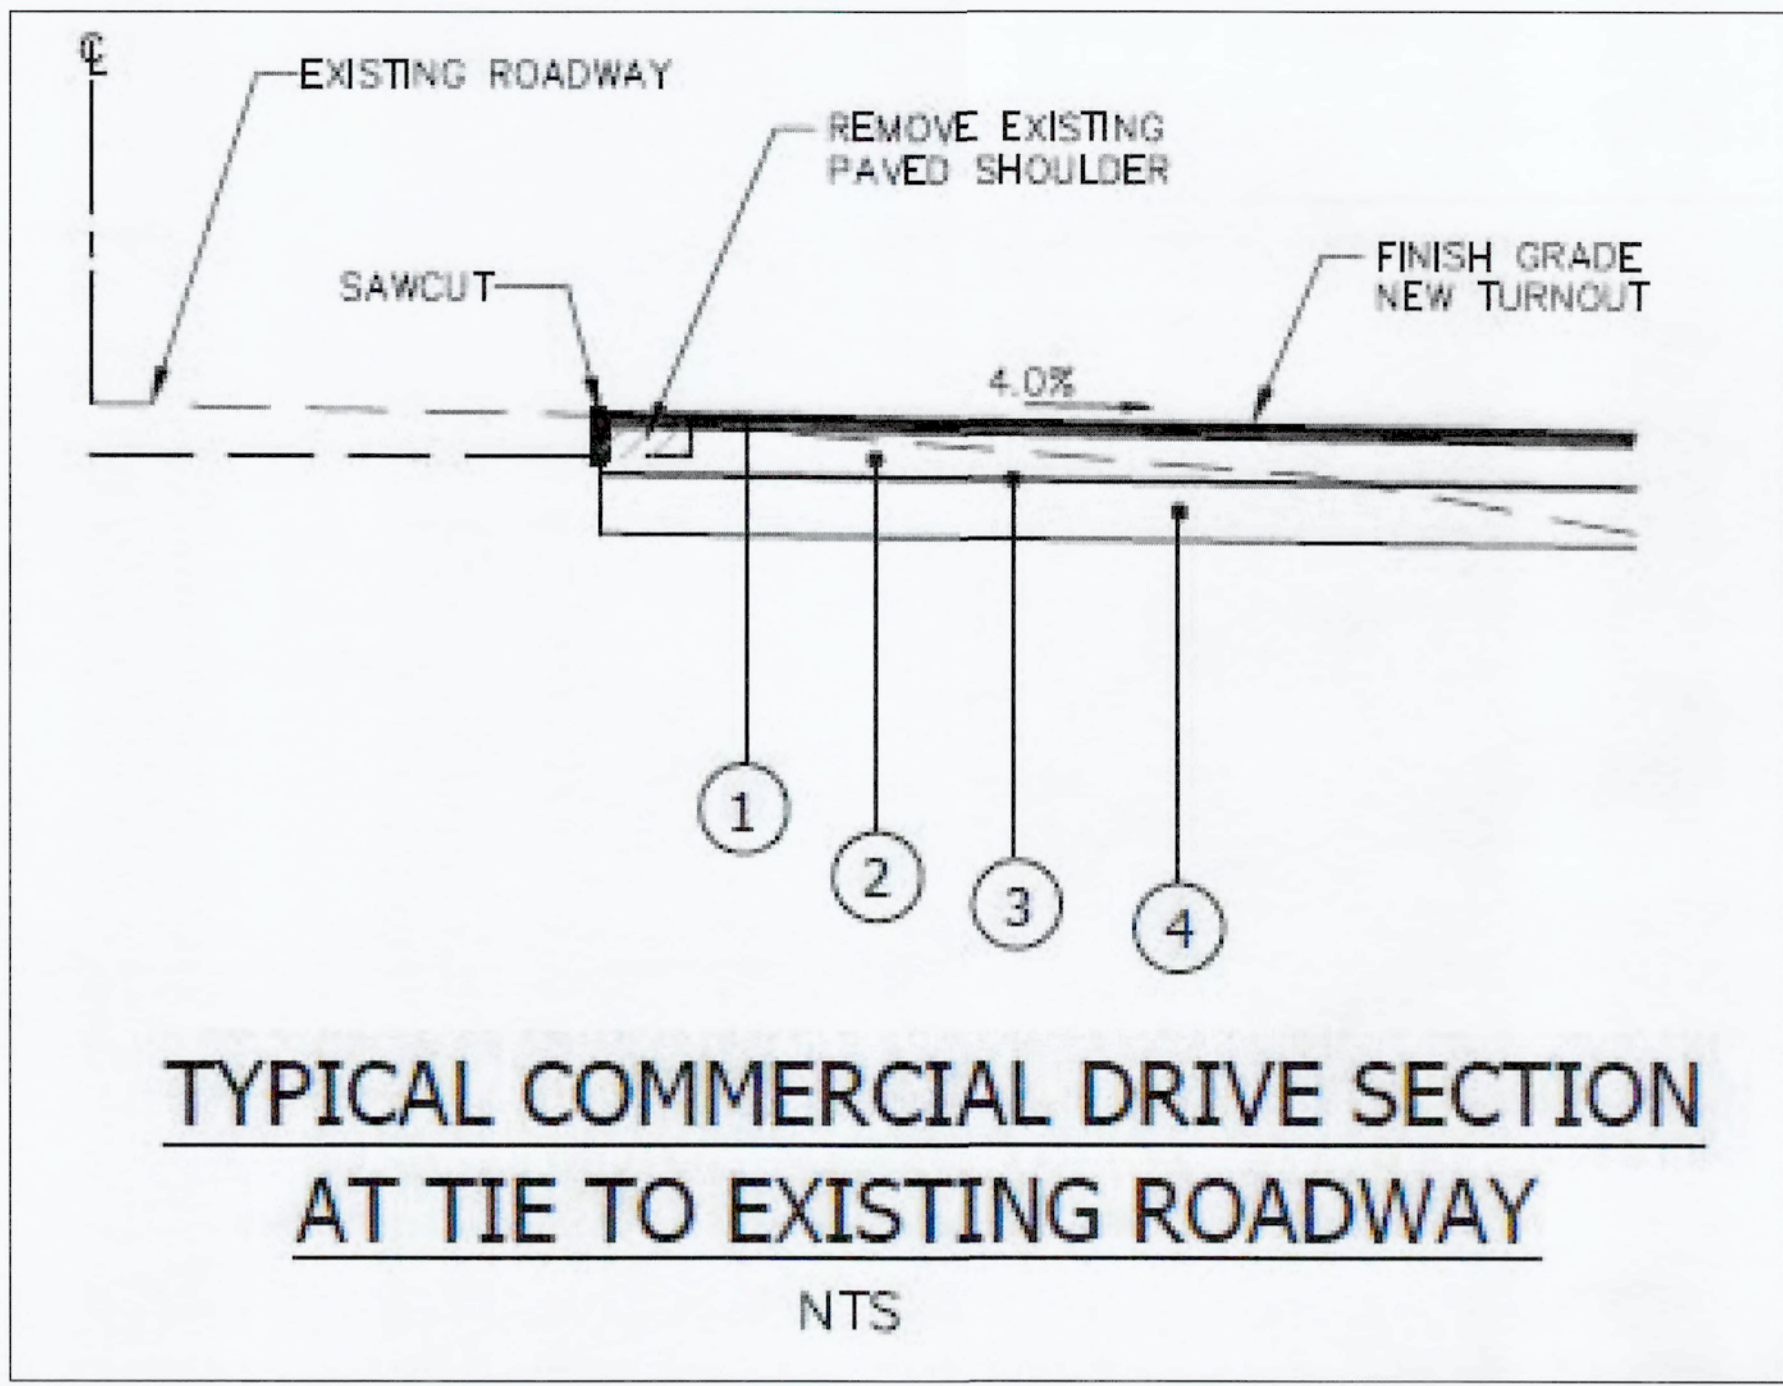 ℄
EXISTING ROADWAY
REMOVE EXISTING
PAVED SHOULDER
SAWCUT
FINISH GRADE
NEW TURNOUT
4.0%
1
2
3
4
TYPICAL COMMERCIAL DRIVE SECTION
AT TIE TO EXISTING ROADWAY
NTS